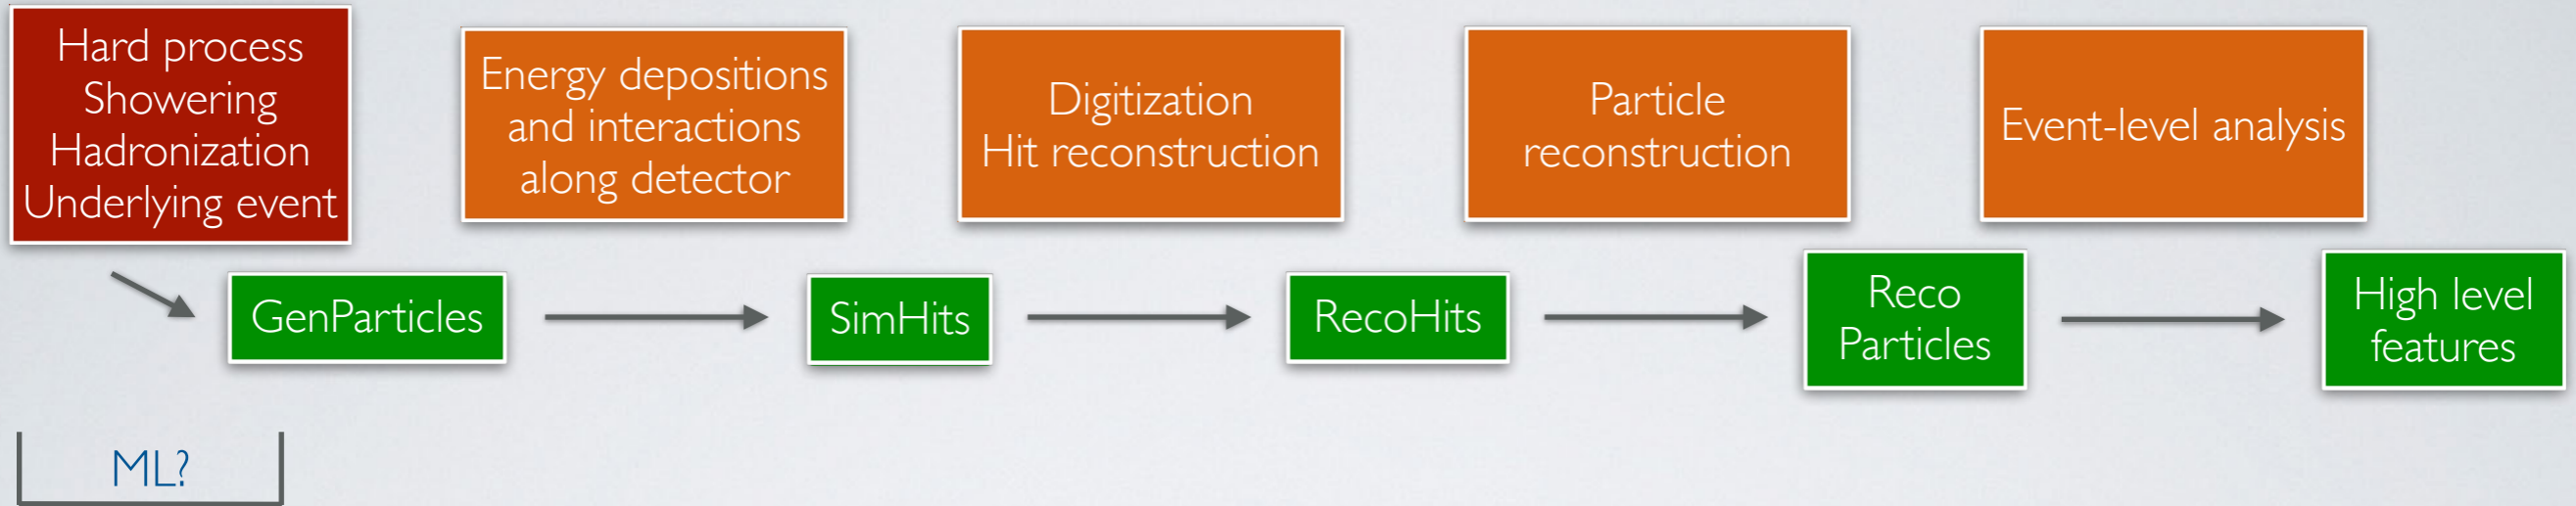 Hard process
Showering
Hadronization
Underlying event
Energy depositions
and interactions
along detector
Digitization
Hit reconstruction
Particle
reconstruction
Event-level analysis
GenParticles
SimHits
RecoHits
Reco
Particles
High level
features
ML?